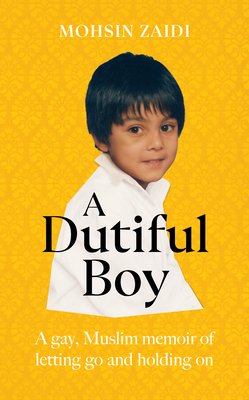 MOHSIN ZAIDI
A
Dutiful
Boy
A gay, Muslim memoir of
letting go and holding on